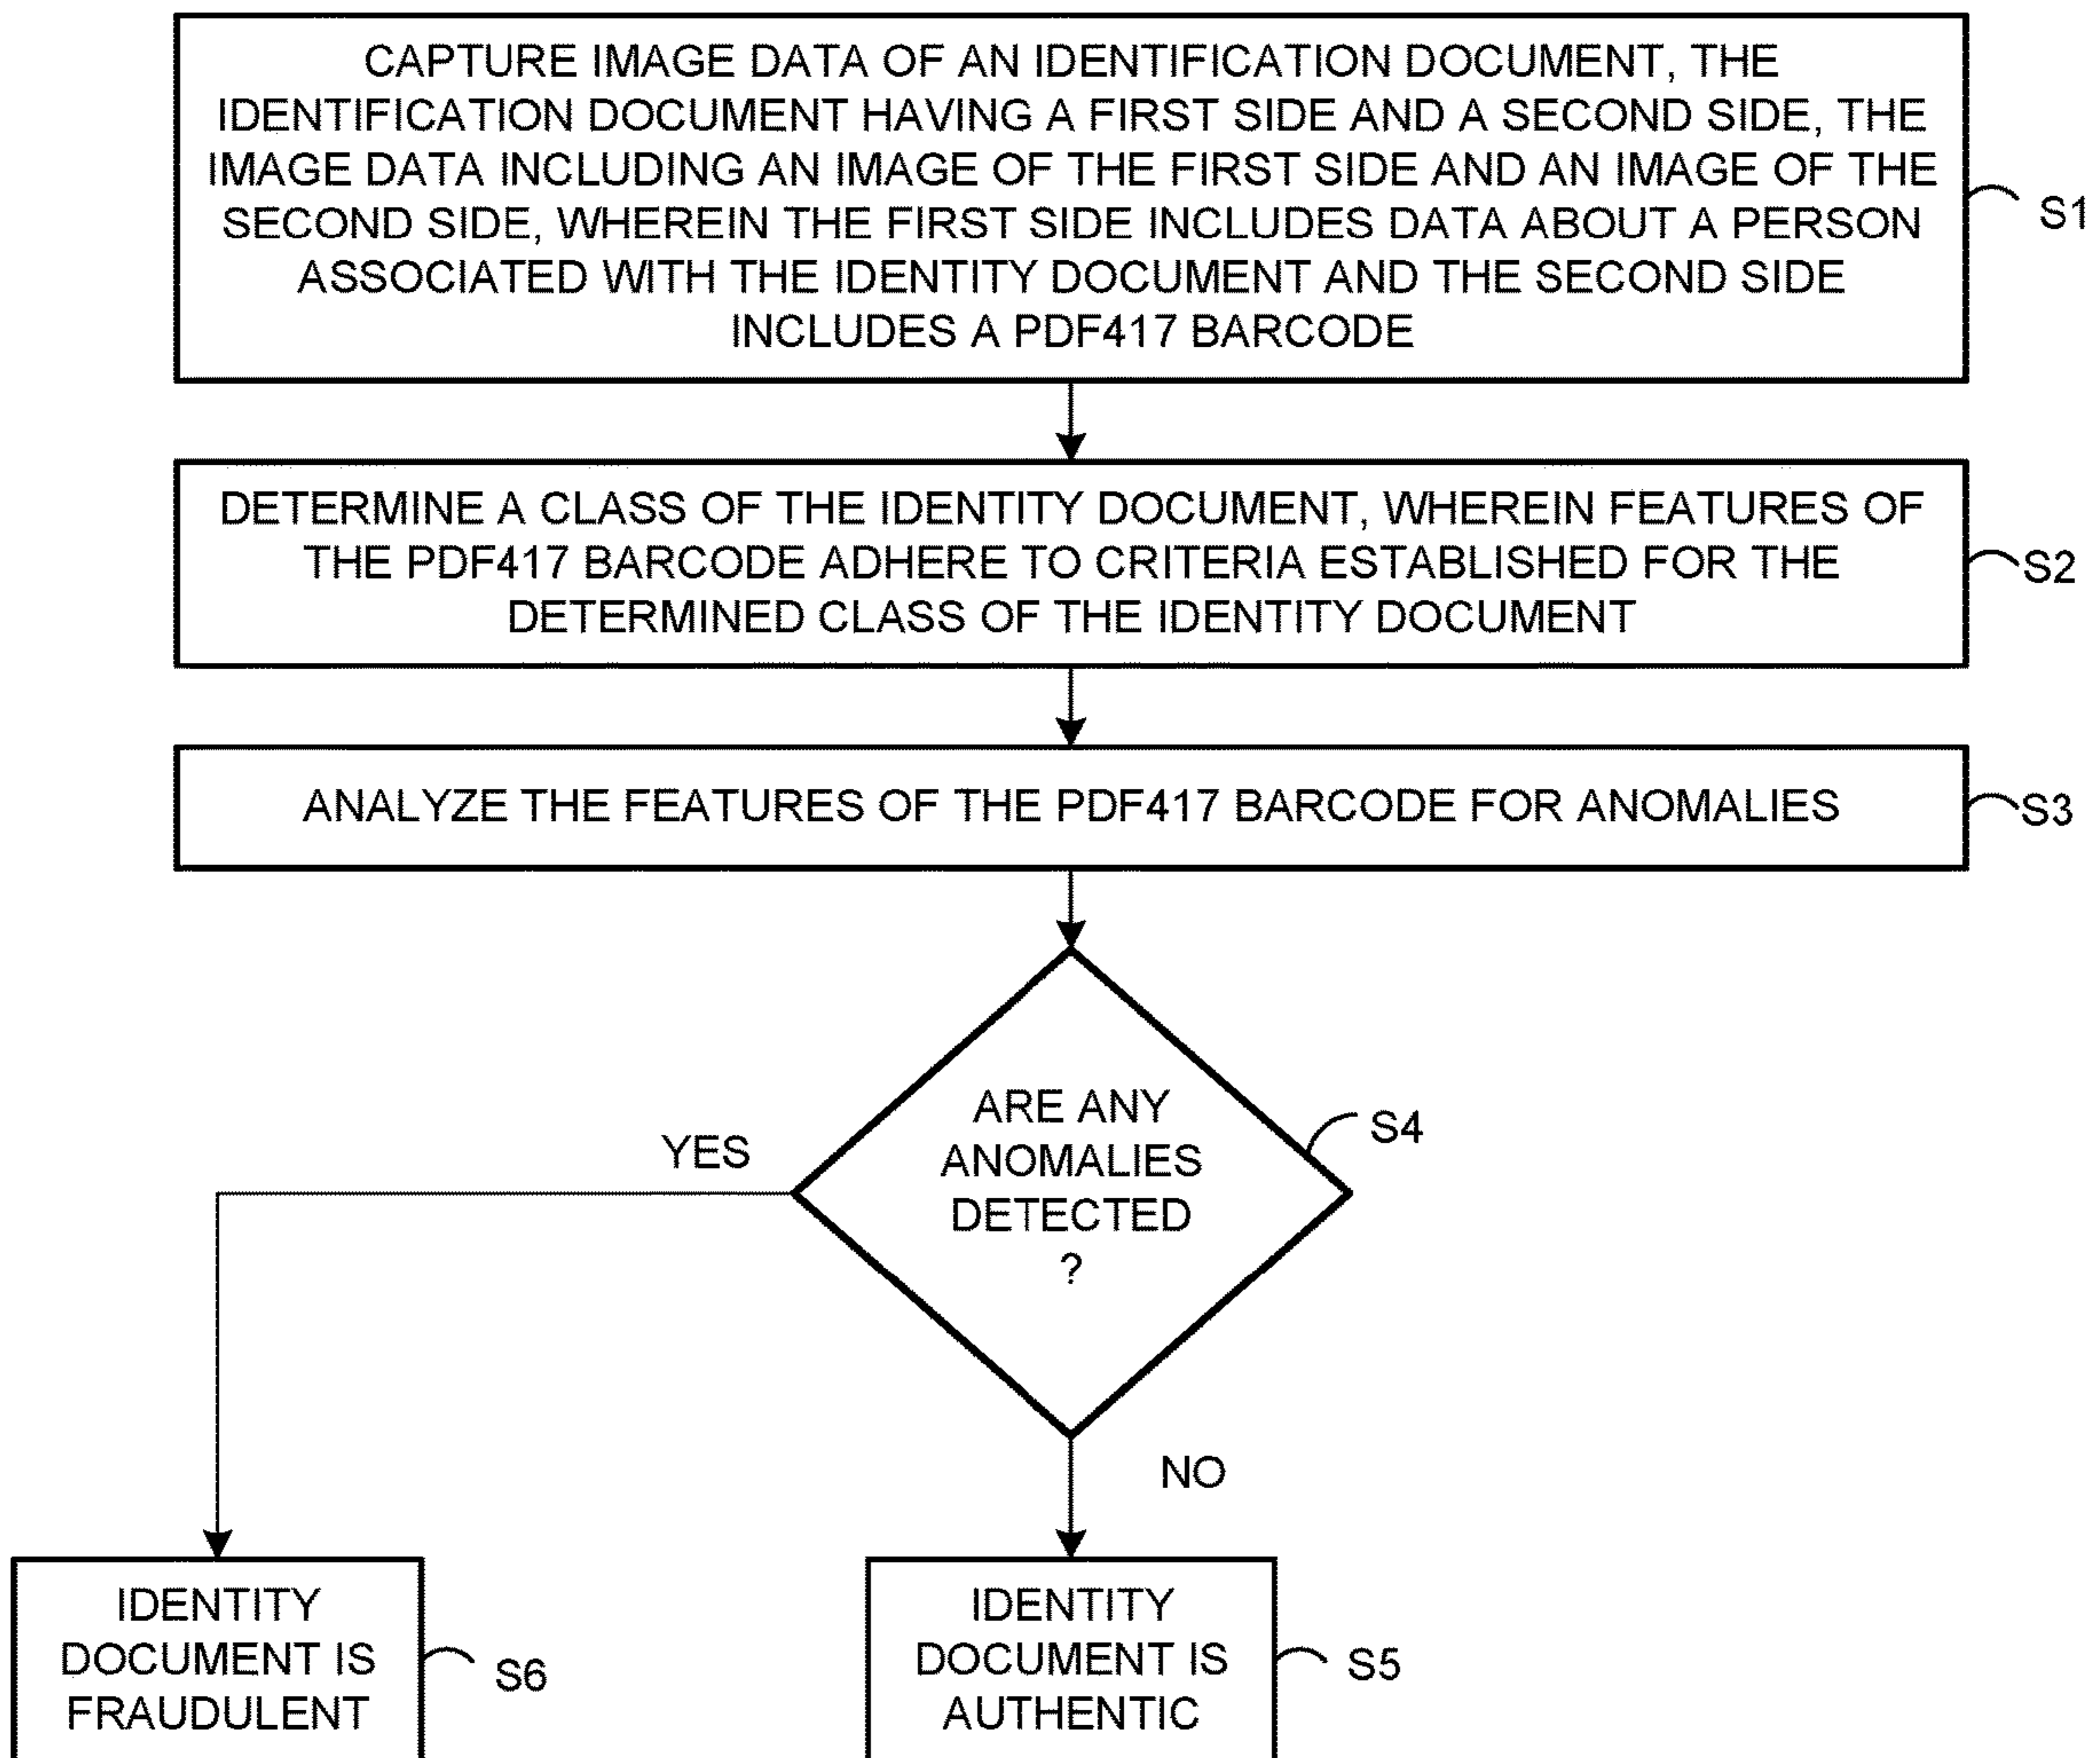 CAPTURE IMAGE DATA OF AN IDENTIFICATION DOCUMENT, THE
IDENTIFICATION DOCUMENT HAVING A FIRST SIDE AND A SECOND SIDE, THE
IMAGE DATA INCLUDING AN IMAGE OF THE FIRST SIDE AND AN IMAGE OF THE
SECOND SIDE, WHEREIN THE FIRST SIDE INCLUDES DATA ABOUT A PERSON
ASSOCIATED WITH THE IDENTITY DOCUMENT AND THE SECOND SIDE
INCLUDES A PDF417 BARCODE
S1
DETERMINE A CLASS OF THE IDENTITY DOCUMENT, WHEREIN FEATURES OF
THE PDF417 BARCODE ADHERE TO CRITERIA ESTABLISHED FOR THE
DETERMINED CLASS OF THE IDENTITY DOCUMENT
S2
ANALYZE THE FEATURES OF THE PDF417 BARCODE FOR ANOMALIES
S3
ARE ANY
ANOMALIES
DETECTED
?
S4
YES
NO
IDENTITY
DOCUMENT IS
FRAUDULENT
S6
IDENTITY
DOCUMENT IS
AUTHENTIC
S5